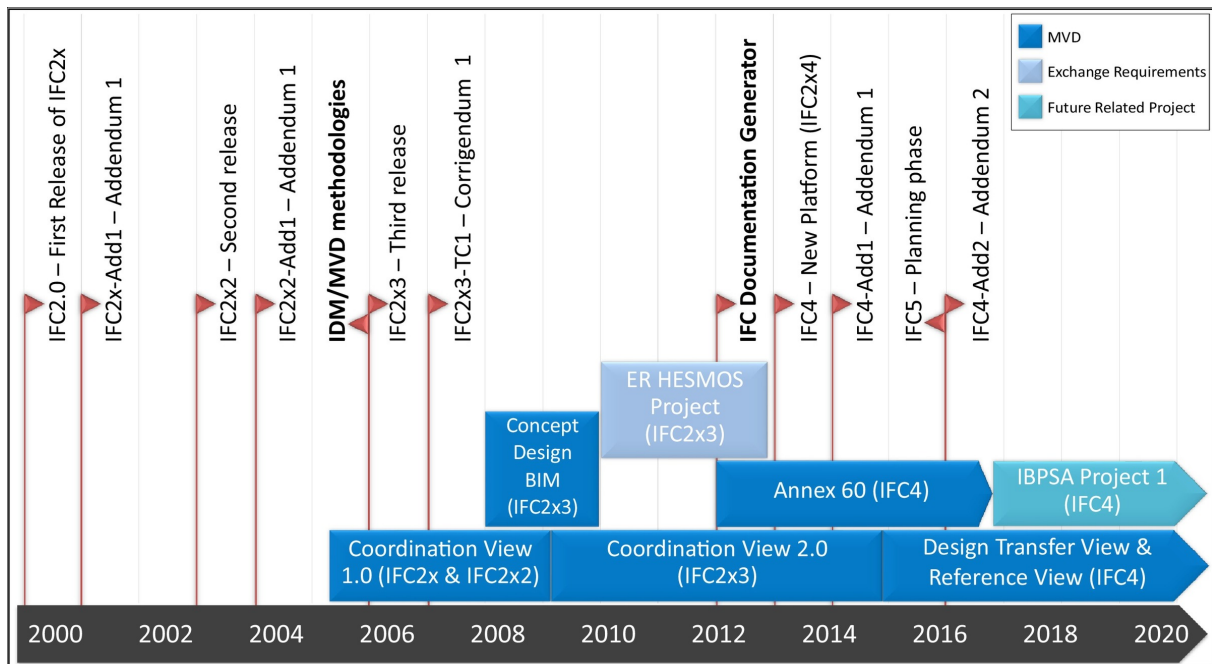 MVD
Exchange Requirements
Future Related Project
IFC2.0 – First Release of IFC2x
IFC2x-Add1 – Addendum 1
IFC2x2 – Second release
IFC2x2-Add1 – Addendum 1
IDM/MVD methodologies
IFC2x3 – Third release
IFC2x3-TC1 – Corrigendum 1
IFC Documentation Generator
IFC4 – New Platform (IFC2x4)
IFC4-Add1 – Addendum 1
IFC5 – Planning phase
IFC4-Add2 – Addendum 2
ER HESMOS
Project
(IFC2x3)
Concept
Design
BIM
(IFC2x3)
Annex 60 (IFC4)
IBPSA Project 1
(IFC4)
Coordination View
1.0 (IFC2x & IFC2x2)
Coordination View 2.0
(IFC2x3)
Design Transfer View &
Reference View (IFC4)
2000 2002 2004 2006 2008 2010 2012 2014 2016 2018 2020